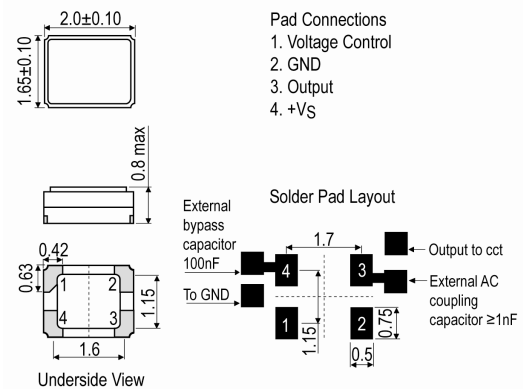 2.0±0.10
1.65±0.10
Pad Connections
1. Voltage Control
2. GND
3. Output
4. +VS
0.8 max
Solder Pad Layout
External
bypass
capacitor
100nF
To GND
1.7
4
3
1
2
1.15
0.75
0.5
Output to cct
External AC
coupling
capacitor ≥1nF
0.42
0.63
1
2
4
3
1.15
1.6
Underside View